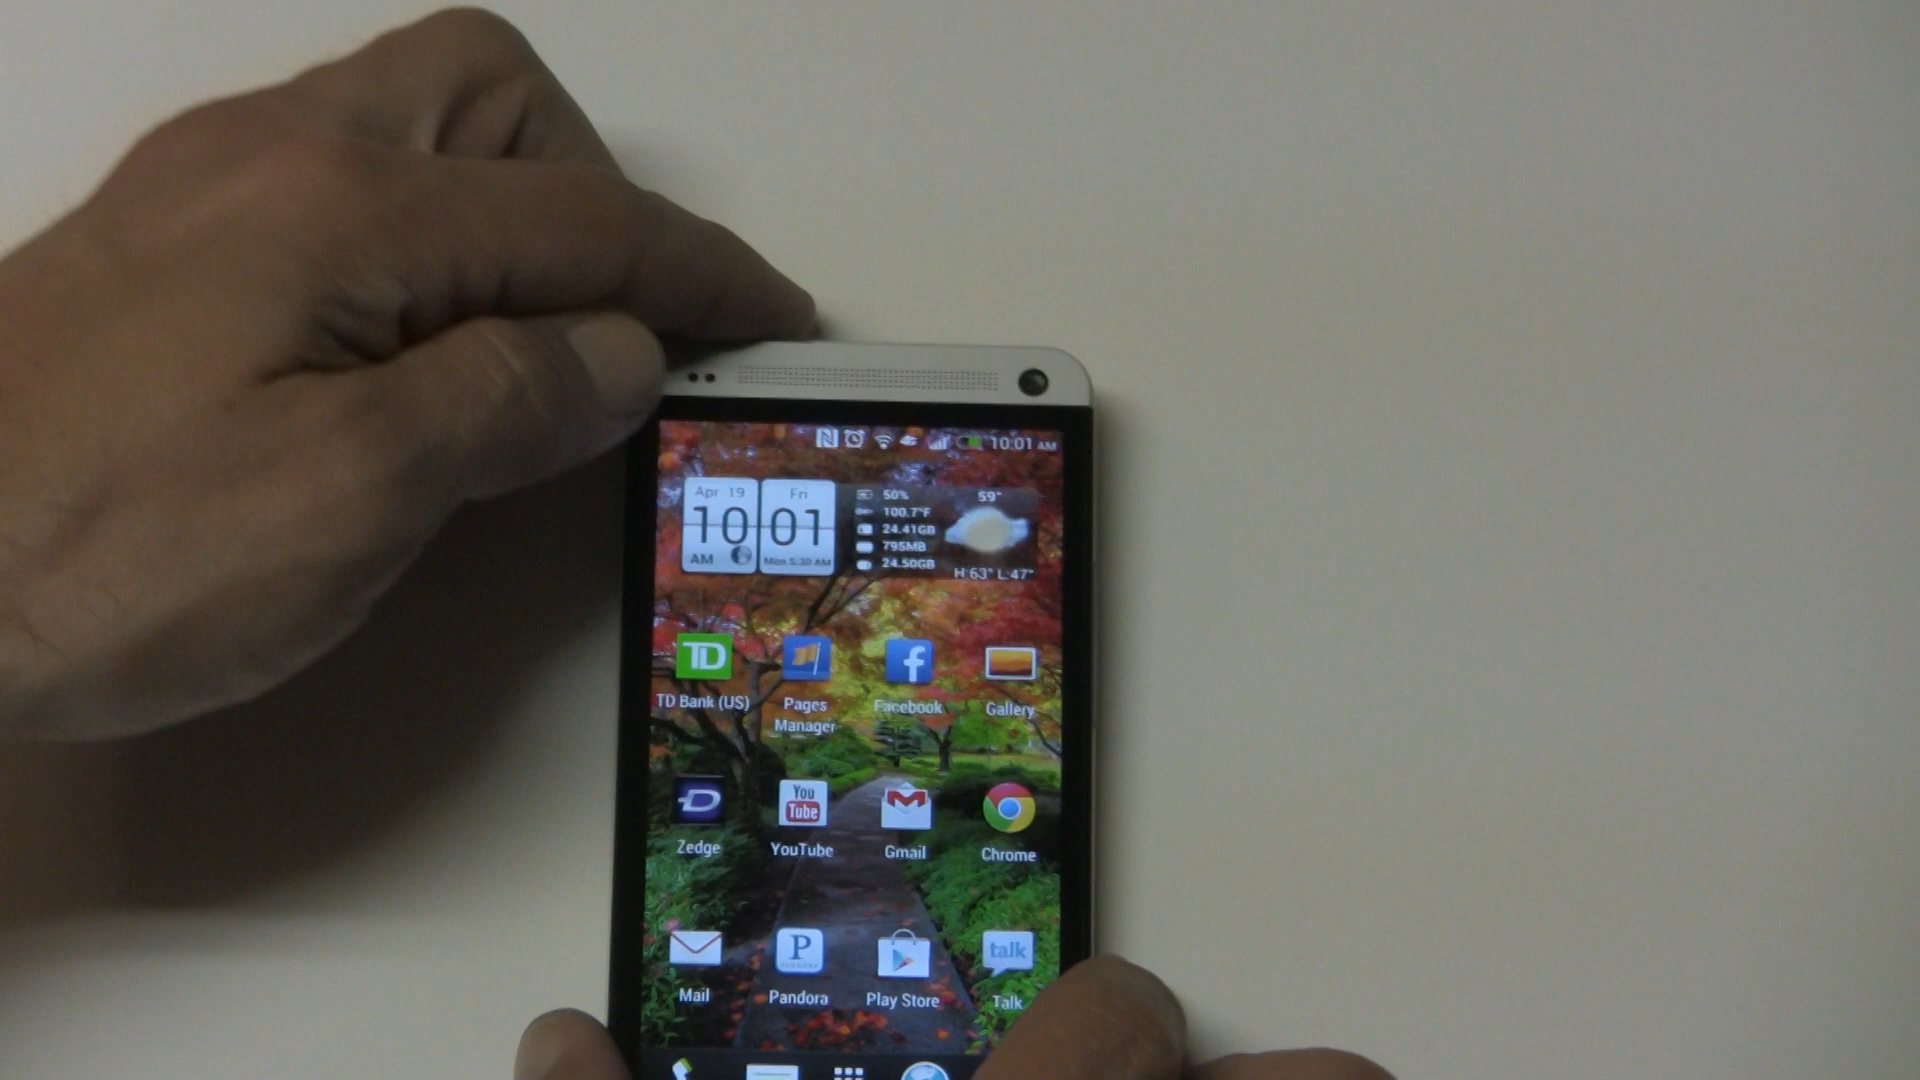 10:01 AM
Apr 19
Fri
10 01
AM
Mon 5:30 AM
50%
100.7°F
24.41GB
795MB
24.50GB
59°
H:63° L:47°
TD
TD Bank (US)
Pages
Manager
f
Facebook
Gallery
Zedge
You
Tube
YouTube
Gmail
Chrome
Mail
P
Pandora
Play Store
talk
Talk